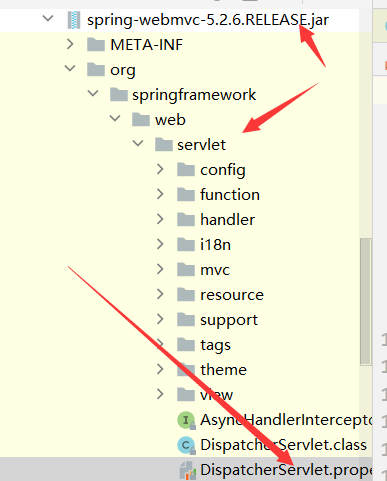 spring-webmvc-5.2.6.RELEASE.jar
META-INF
org
springframework
web
servlet
config
function
handler
i18n
mvc
resource
support
tags
theme
view
AsyncHandlerIntercepto
DispatcherServlet.class
DispatcherServlet.prope